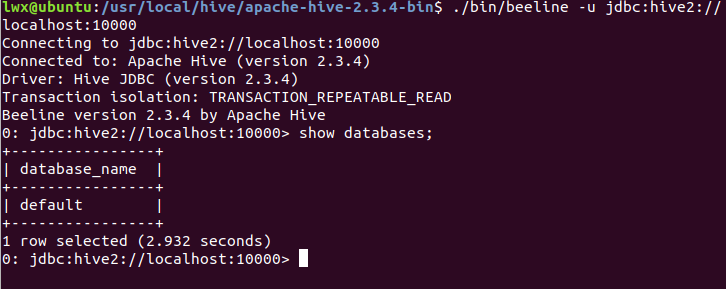 lwx@ubuntu:/usr/local/hive/apache-hive-2.3.4-bin$ ./bin/beeline -u jdbc:hive2://
localhost:10000
Connecting to jdbc:hive2://localhost:10000
Connected to: Apache Hive (version 2.3.4)
Driver: Hive JDBC (version 2.3.4)
Transaction isolation: TRANSACTION_REPEATABLE_READ
Beeline version 2.3.4 by Apache Hive
0: jdbc:hive2://localhost:10000> show databases;
+----------------+
| database_name  |
+----------------+
| default        |
+----------------+
1 row selected (2.932 seconds)
0: jdbc:hive2://localhost:10000>